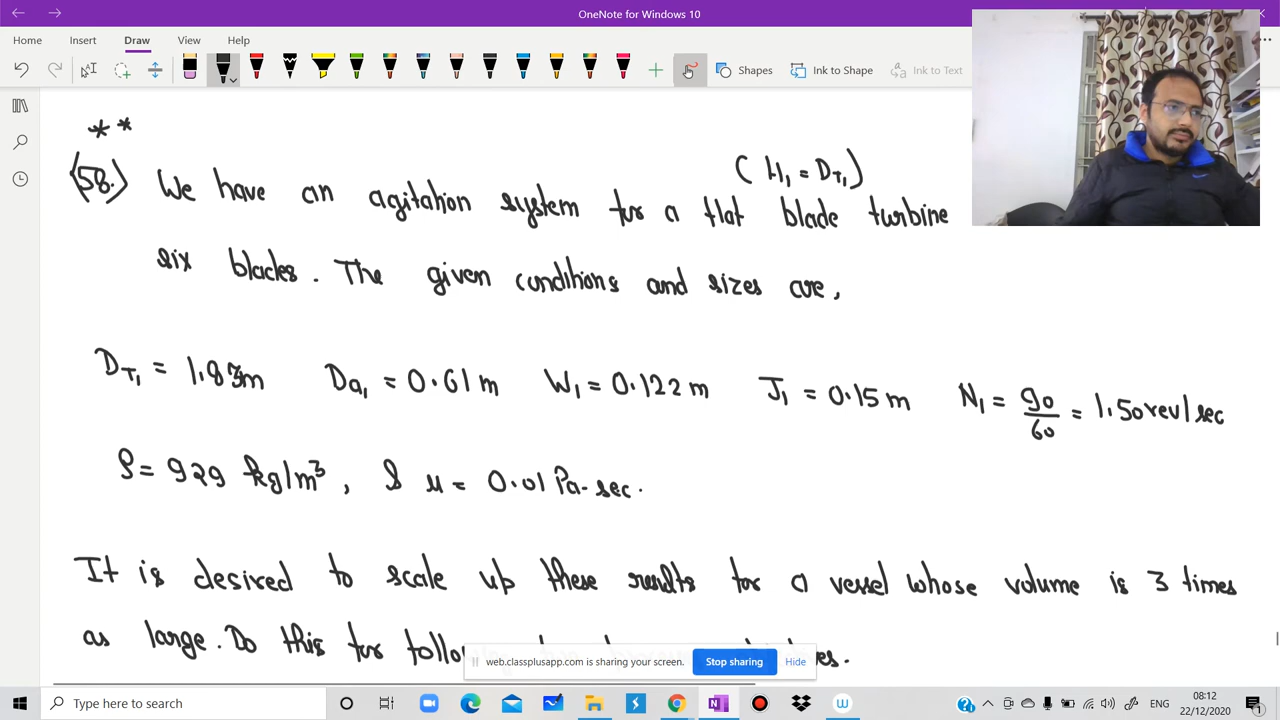 OneNote for Windows 10
Home Insert Draw View Help
Shapes Ink to Shape Ink to Text
**
(58.) We have an agitation system for a flat blade turbine
(H₁ = D_T₁)
six blades. The given conditions and sizes are,
D_T₁ = 1.83m D_a₁ = 0.61 m W₁ = 0.122 m J₁ = 0.15 m N₁ = 90/60 = 1.50 rev/sec
ρ = 929 kg/m³, & μ = 0.01 Pa-sec.
It is desired to scale up these results for a vessel whose volume is 3 times
as large. Do this for
web.classplusapp.com is sharing your screen. Stop sharing Hide
Type here to search
ENG
08:12
22/12/2020